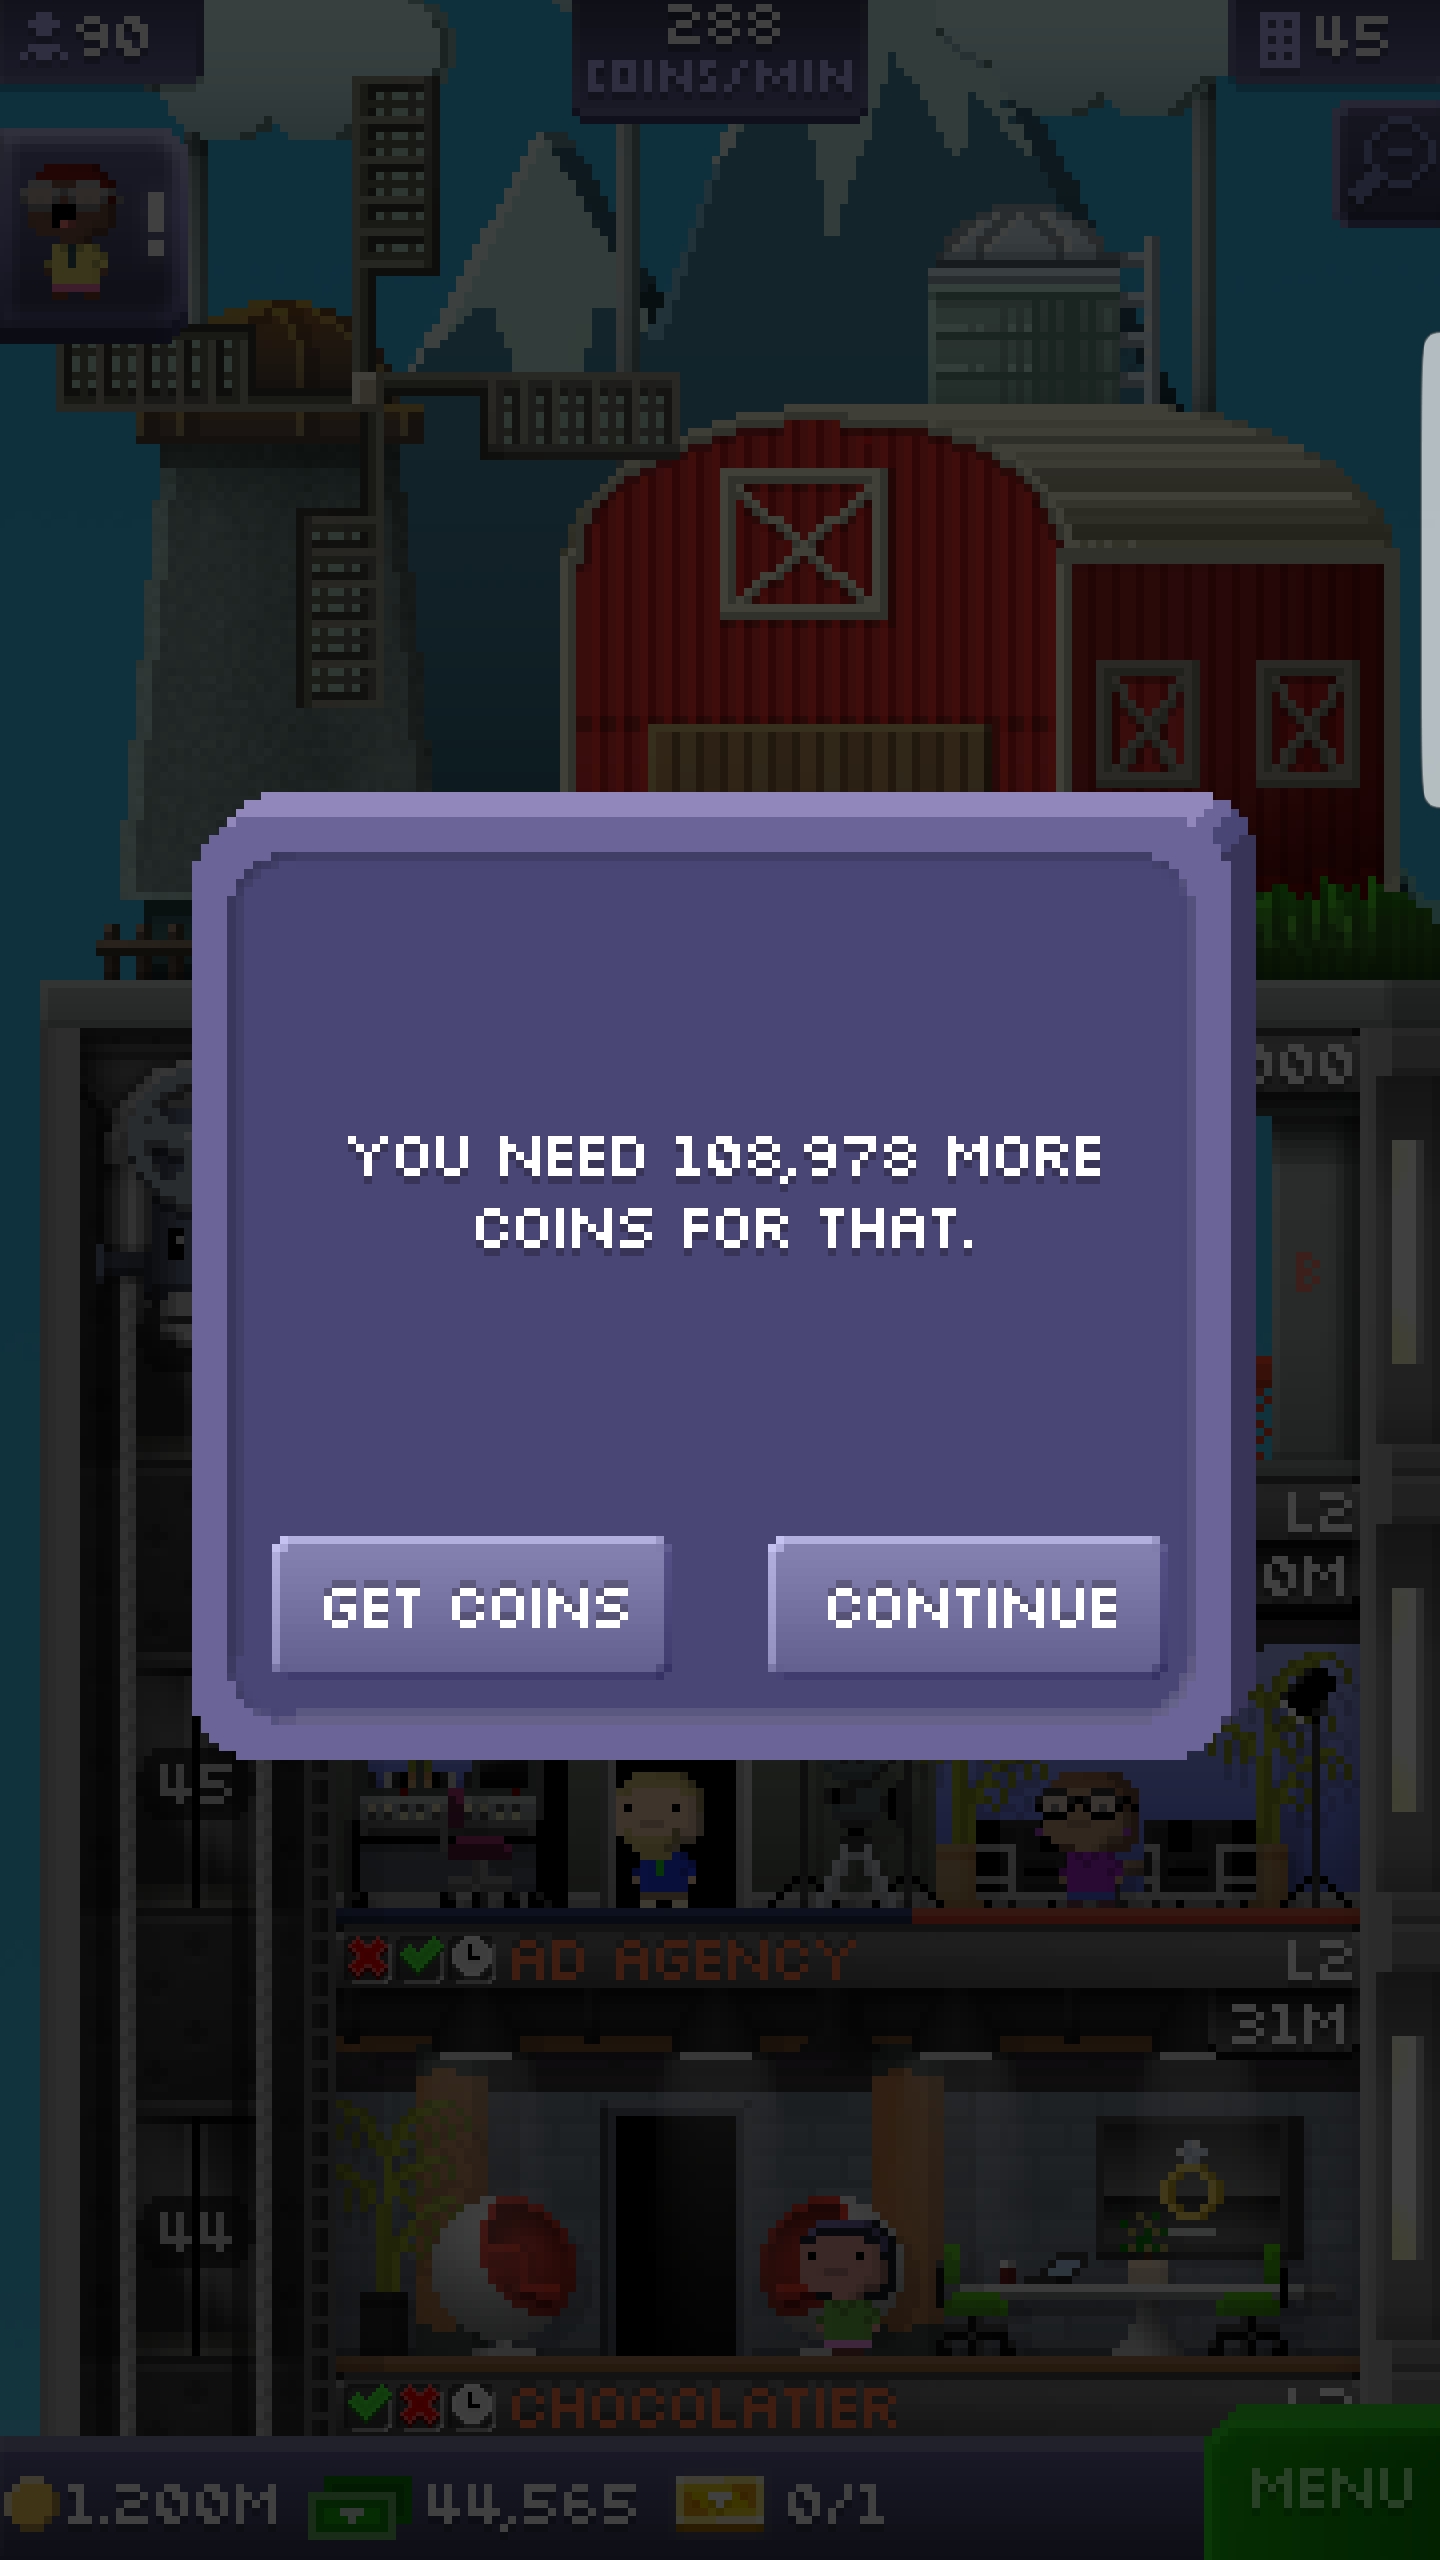 90
288
COINS/MIN
45
!
000
YOU NEED 108,978 MORE
COINS FOR THAT.
B
L2
0M
GET COINS
CONTINUE
45
AD AGENCY
L2
31M
44
CHOCOLATIER
L2
1.200M
44,565
0/1
MENU